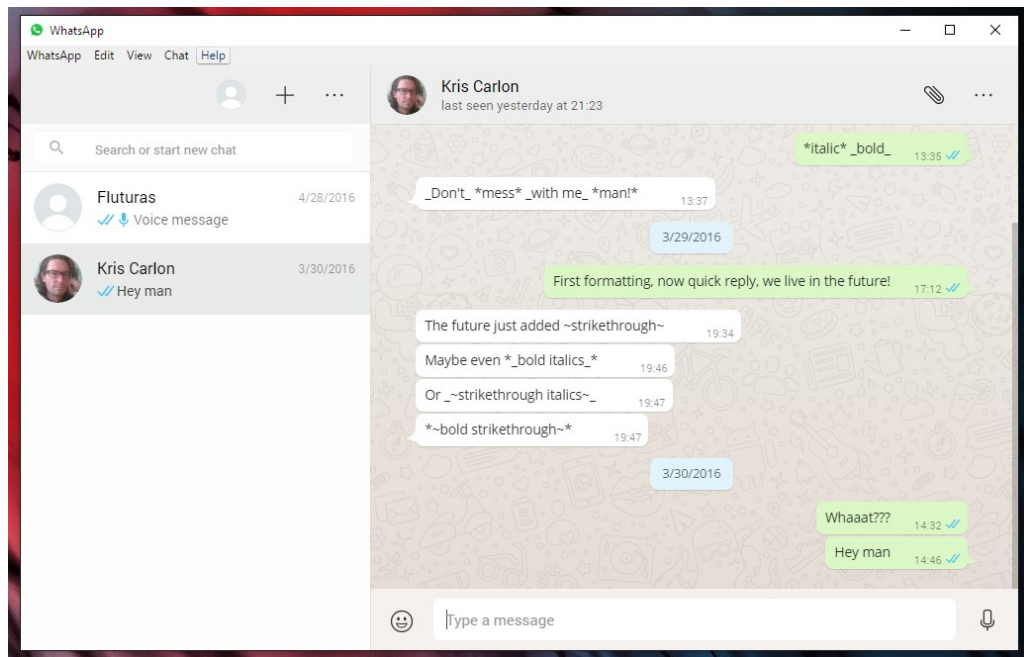 WhatsApp
WhatsApp Edit View Chat Help
Kris Carlon
last seen yesterday at 21:23
Search or start new chat
Fluturas 4/28/2016
Voice message
Kris Carlon 3/30/2016
Hey man
*italic* _bold_ 13:35
_Don't_ *mess* _with me_ *man!* 13:37
3/29/2016
First formatting, now quick reply, we live in the future! 17:12
The future just added ~strikethrough~ 19:34
Maybe even *_bold italics_* 19:46
Or _~strikethrough italics~_ 19:47
*~bold strikethrough~* 19:47
3/30/2016
Whaaat??? 14:32
Hey man 14:46
Type a message